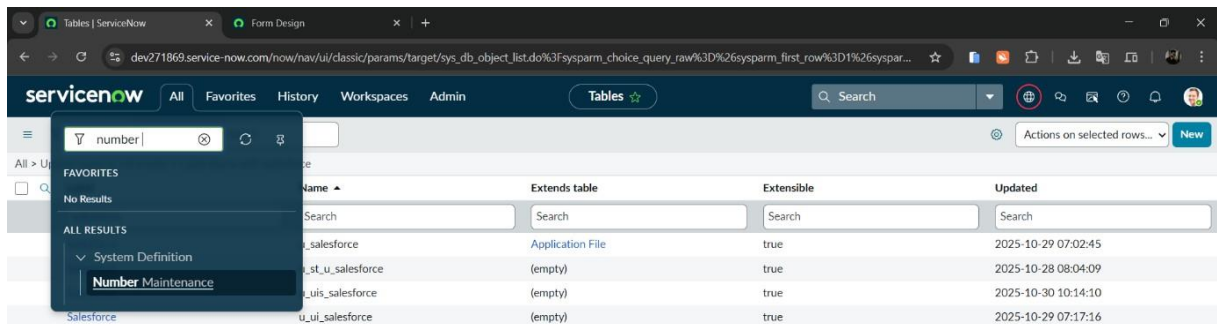 Tables | ServiceNow
Form Design
dev271869.service-now.com/now/nav/ui/classic/params/target/sys_db_object_list.do%3Fsysparm_choice_query_raw%3D%26sysparm_first_row%3D1%26syspar...
servicenow All Favorites History Workspaces Admin Tables Search
number Actions on selected rows... New
All > Up
FAVORITES
No Results
Name Extends table Extensible Updated
Search Search Search Search
ALL RESULTS
System Definition
Number Maintenance
u_salesforce Application File true 2025-10-29 07:02:45
u_st_u_salesforce (empty) true 2025-10-28 08:04:09
u_uis_salesforce (empty) true 2025-10-30 10:14:10
Salesforce u_ui_salesforce (empty) true 2025-10-29 07:17:16